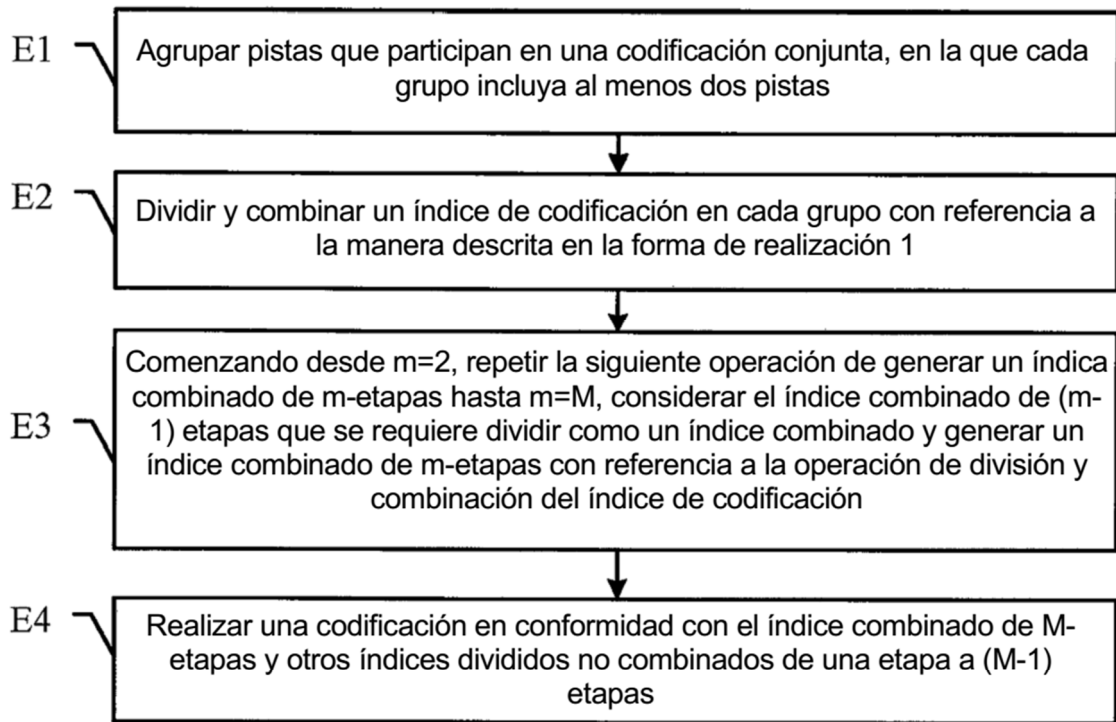 E1
Agrupar pistas que participan en una codificación conjunta, en la que cada
grupo incluya al menos dos pistas
E2
Dividir y combinar un índice de codificación en cada grupo con referencia a
la manera descrita en la forma de realización 1
E3
Comenzando desde m=2, repetir la siguiente operación de generar un índica
combinado de m-etapas hasta m=M, considerar el índice combinado de (m-
1) etapas que se requiere dividir como un índice combinado y generar un
índice combinado de m-etapas con referencia a la operación de división y
combinación del índice de codificación
E4
Realizar una codificación en conformidad con el índice combinado de M-
etapas y otros índices divididos no combinados de una etapa a (M-1)
etapas